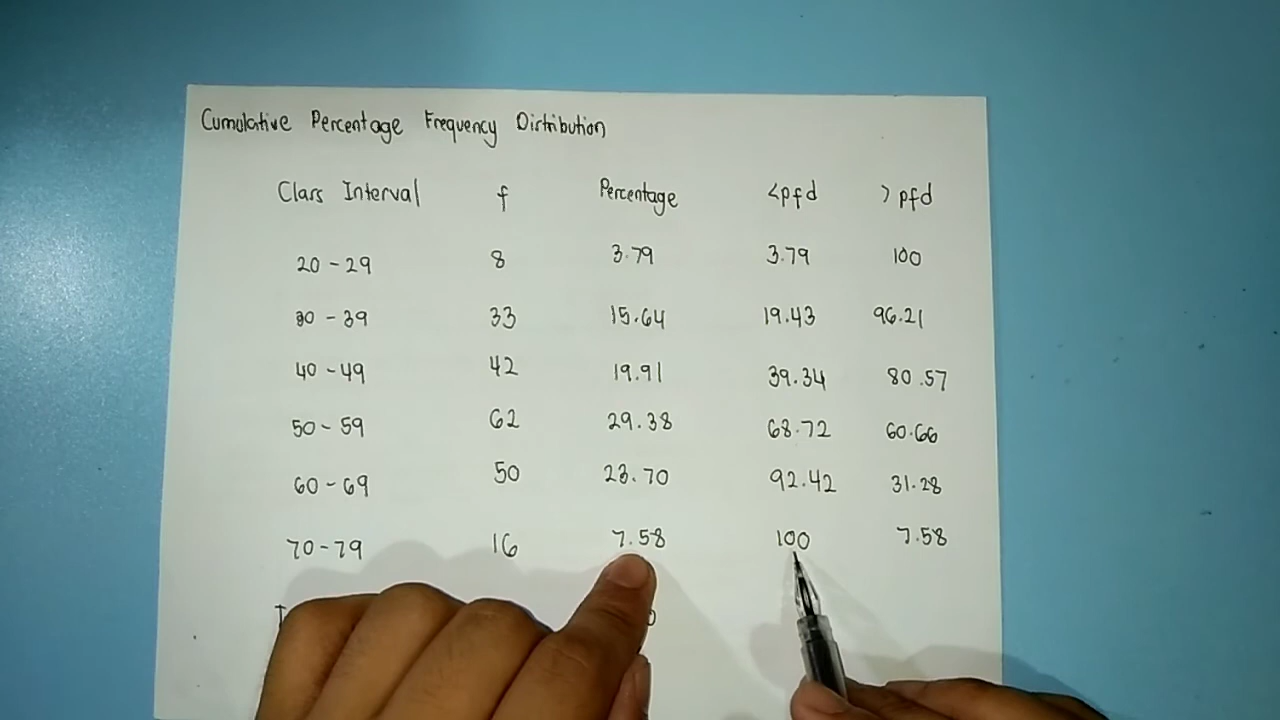 Cumulative Percentage Frequency Distribution
Class Interval f Percentage <pfd >pfd
20-29 8 3.79 3.79 100
30-39 33 15.64 19.43 96.21
40-49 42 19.91 39.34 80.57
50-59 62 29.38 68.72 60.66
60-69 50 23.70 92.42 31.28
70-79 16 7.58 100 7.58